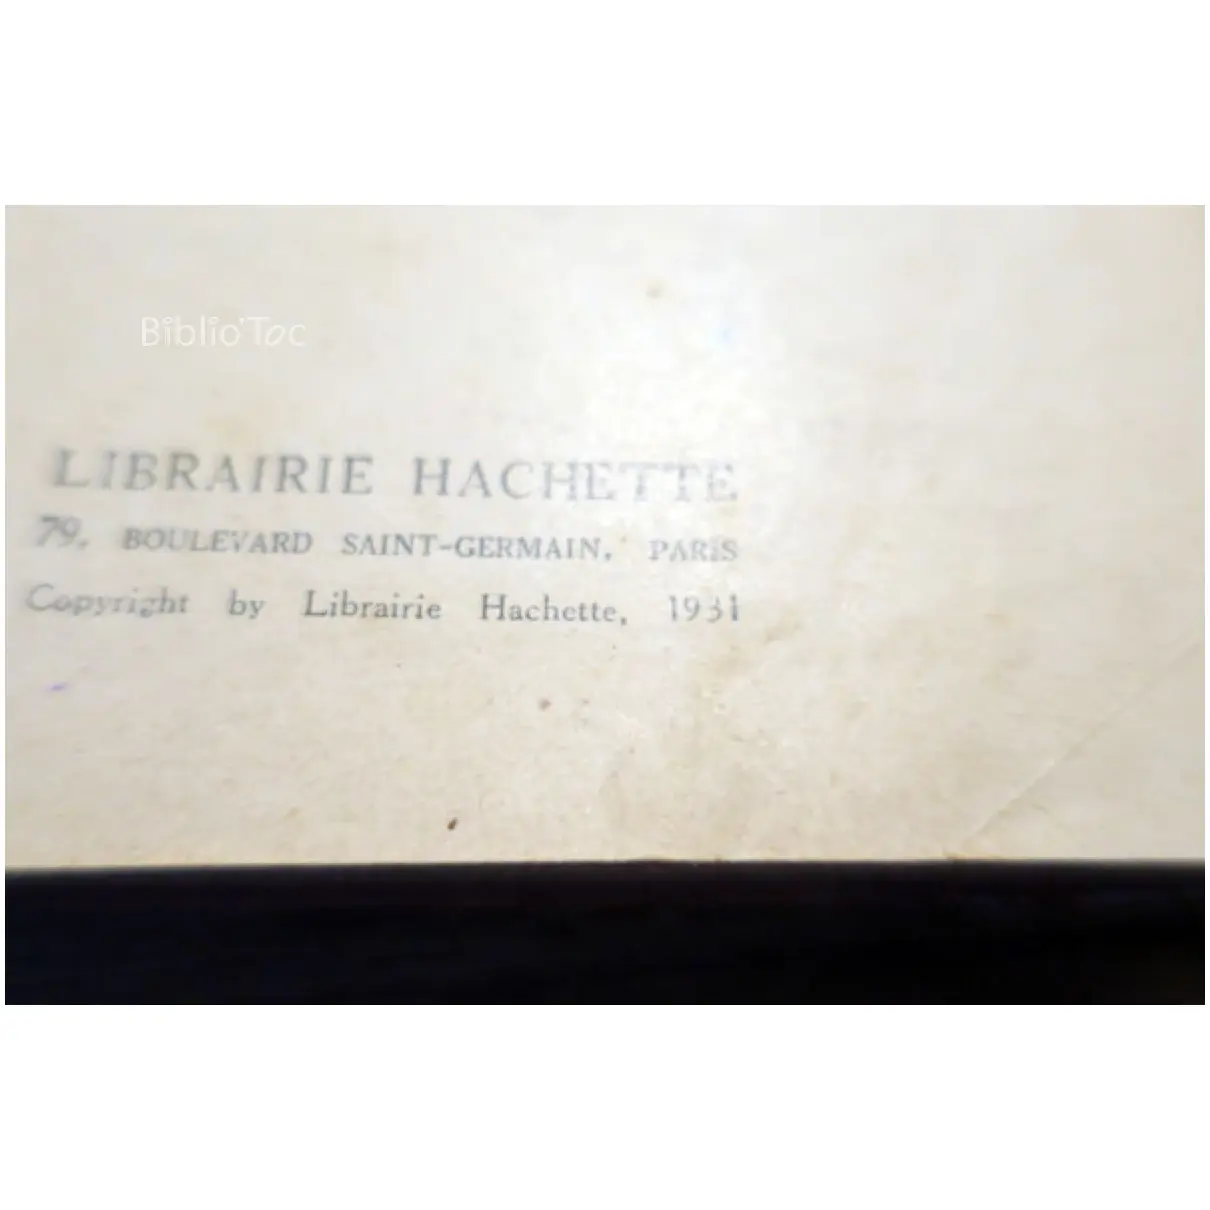 Biblio'Toc
LIBRAIRIE HACHETTE
79, BOULEVARD SAINT-GERMAIN, PARIS
Copyright by Librairie Hachette, 1931